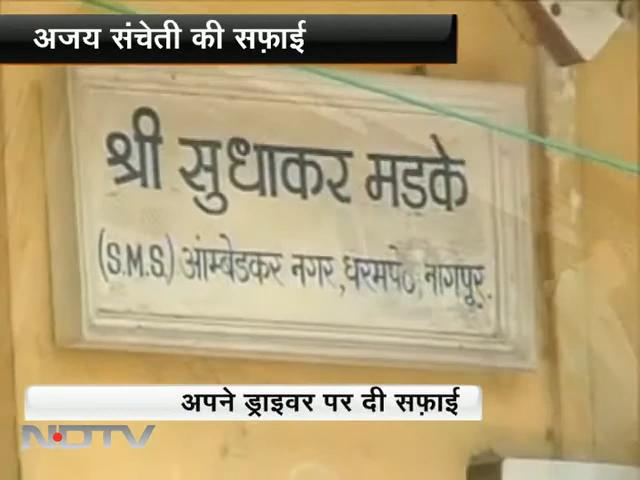 अजय संचेती की सफ़ाई
श्री सुधाकर मडके
(S.M.S.) आंम्बेडकर नगर, धरमपेठ, नागपूर.
अपने ड्राइवर पर दी सफ़ाई
NDTV